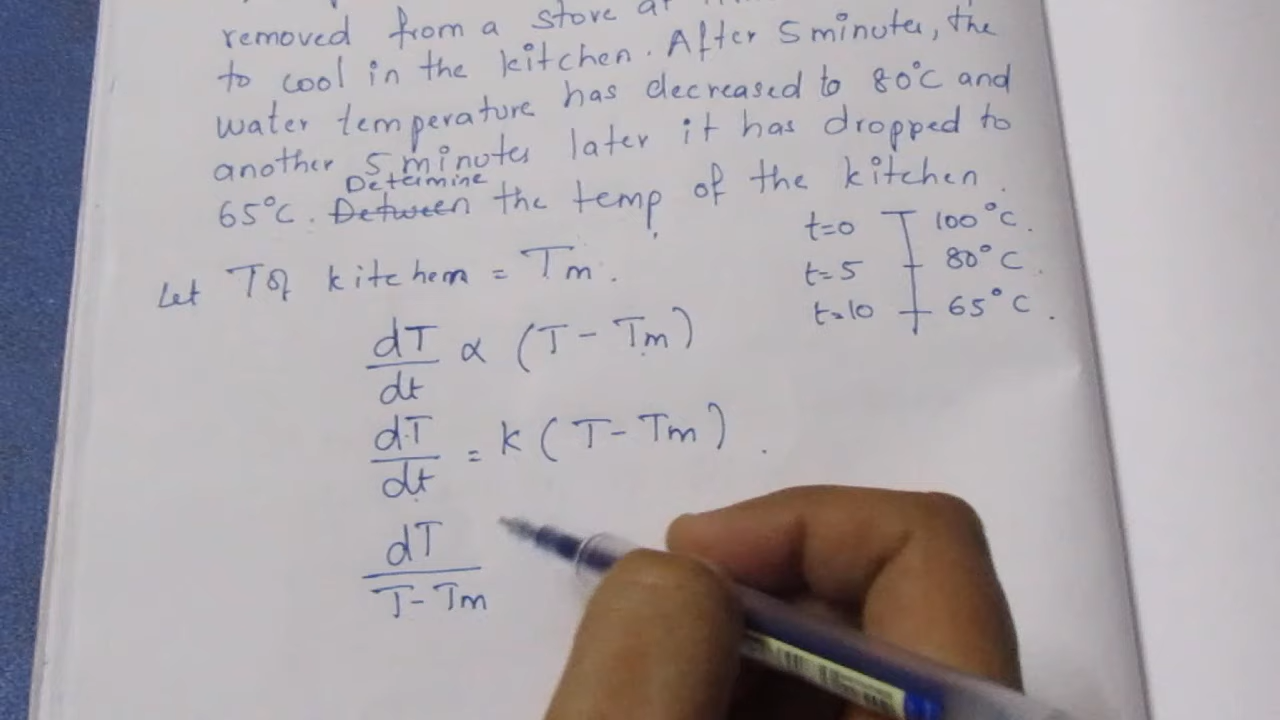 removed from a stove at
to cool in the kitchen. After 5 minutes, the
water temperature has decreased to 80°C and
another 5 minutes later it has dropped to
Determine
65°C. Between the temp of the kitchen.
t=0 100°C.
t=5 80°C.
t=10 65°C.
Let T of kitchen = Tm.
dT/dt ∝ (T - Tm)
dT/dt = k (T - Tm).
dT/T - Tm